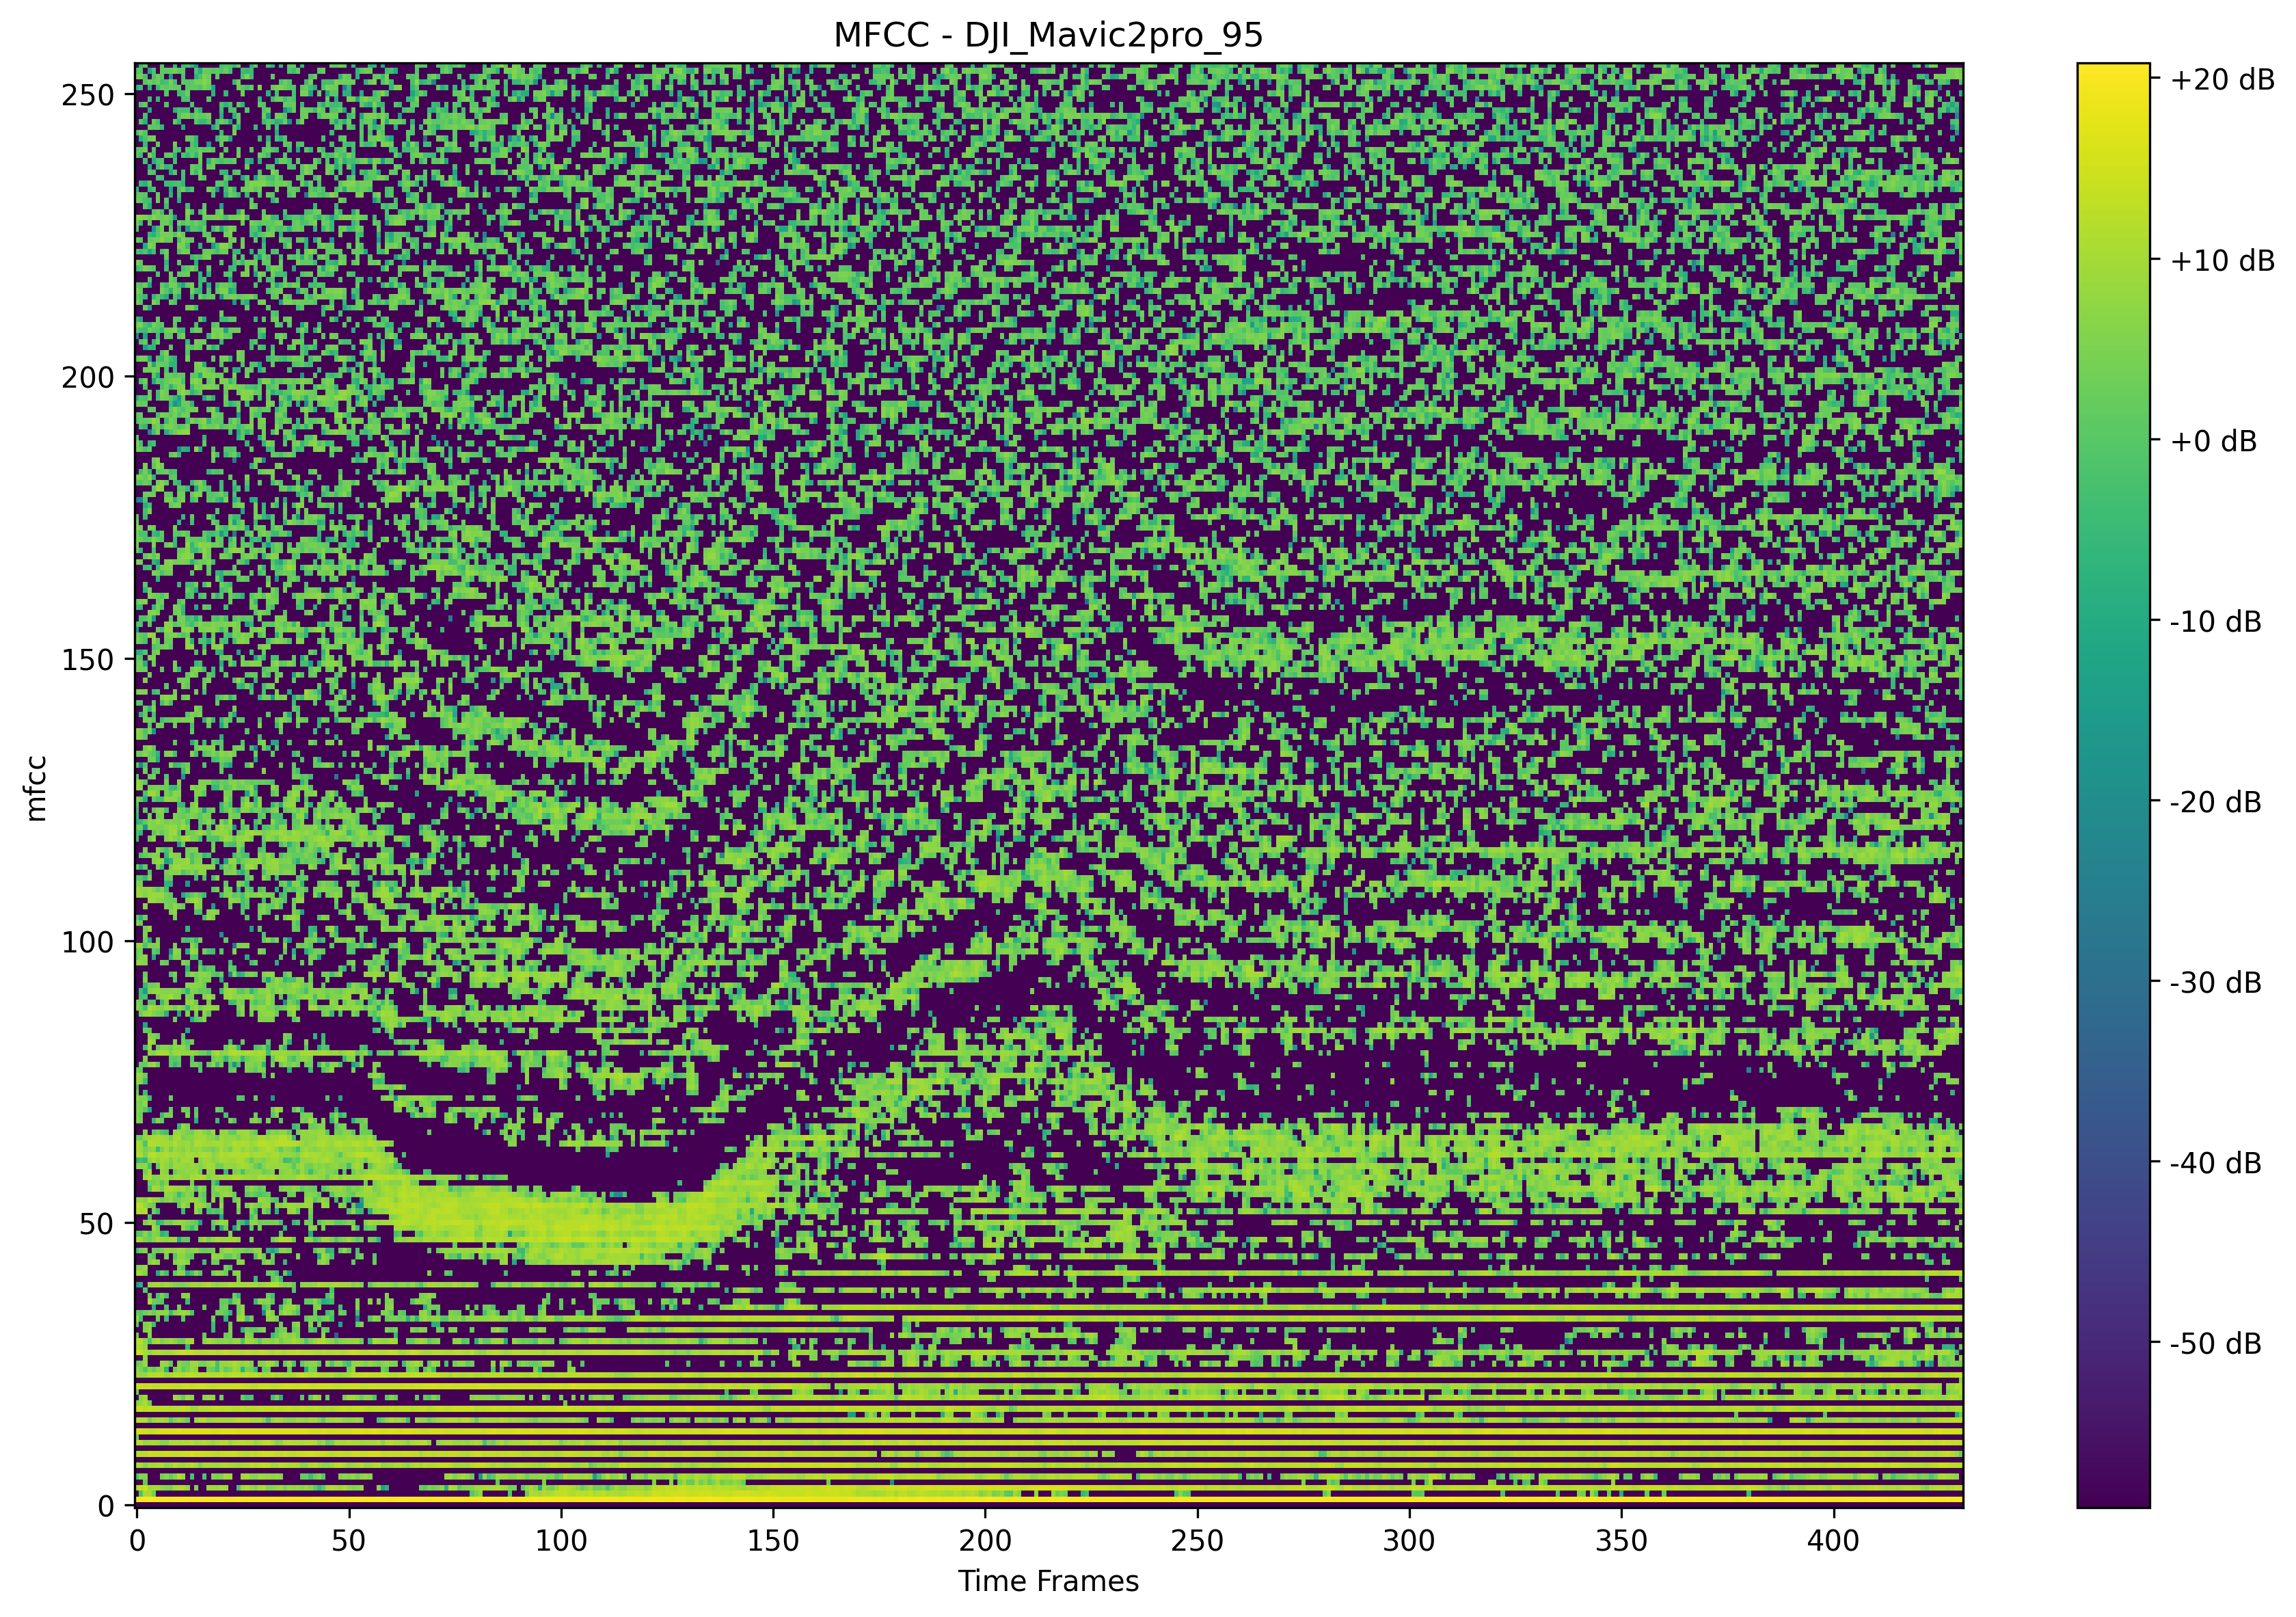 MFCC - DJI_Mavic2pro_95
250
200
150
100
50
0
mfcc
0 50 100 150 200 250 300 350 400
Time Frames
+20 dB
+10 dB
+0 dB
-10 dB
-20 dB
-30 dB
-40 dB
-50 dB